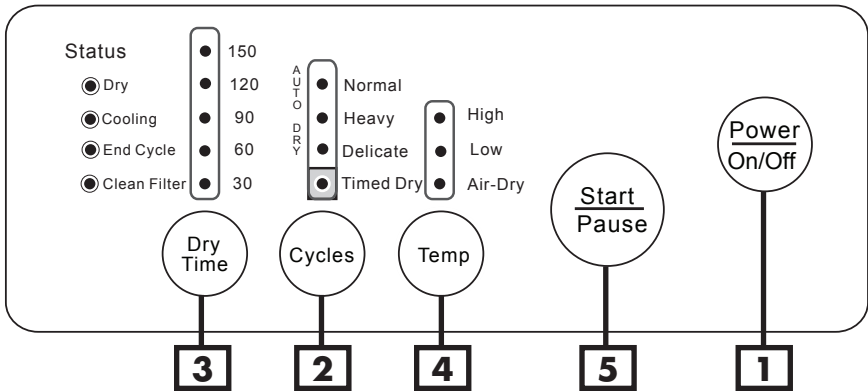 Status
Dry
Cooling
End Cycle
Clean Filter
150
120
90
60
30
AUTO DRY
Normal
Heavy
Delicate
Timed Dry
High
Low
Air-Dry
Dry
Time
Cycles
Temp
Start
Pause
Power
On/Off
3
2
4
5
1